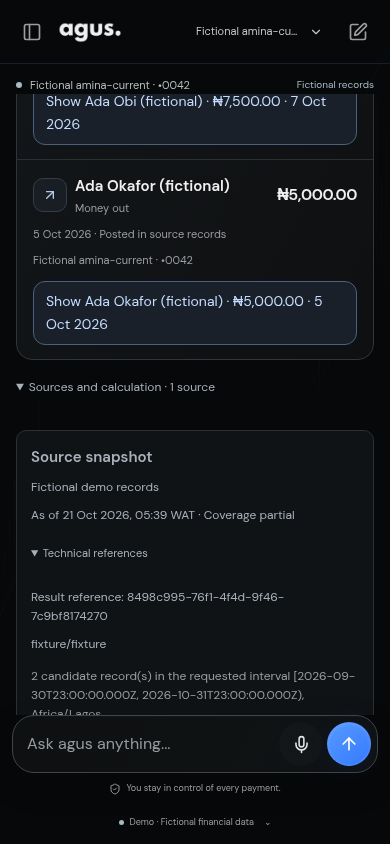 agus.
Fictional amina-cu...
Fictional amina-current · •0042
Fictional records
Show Ada Obi (fictional) · ₦7,500.00 · 7 Oct
2026
Ada Okafor (fictional)
₦5,000.00
Money out
5 Oct 2026 · Posted in source records
Fictional amina-current · •0042
Show Ada Okafor (fictional) · ₦5,000.00 · 5
Oct 2026
▼ Sources and calculation · 1 source
Source snapshot
Fictional demo records
As of 21 Oct 2026, 05:39 WAT · Coverage partial
▼ Technical references
Result reference: 8498c995-76f1-4f4d-9f46-
7c9bf8174270
fixture/fixture
2 candidate record(s) in the requested interval [2026-09-
30T23:00:00.000Z, 2026-10-31T23:00:00.000Z),
Africa/Lagos
Ask agus anything...
You stay in control of every payment.
Demo · Fictional financial data